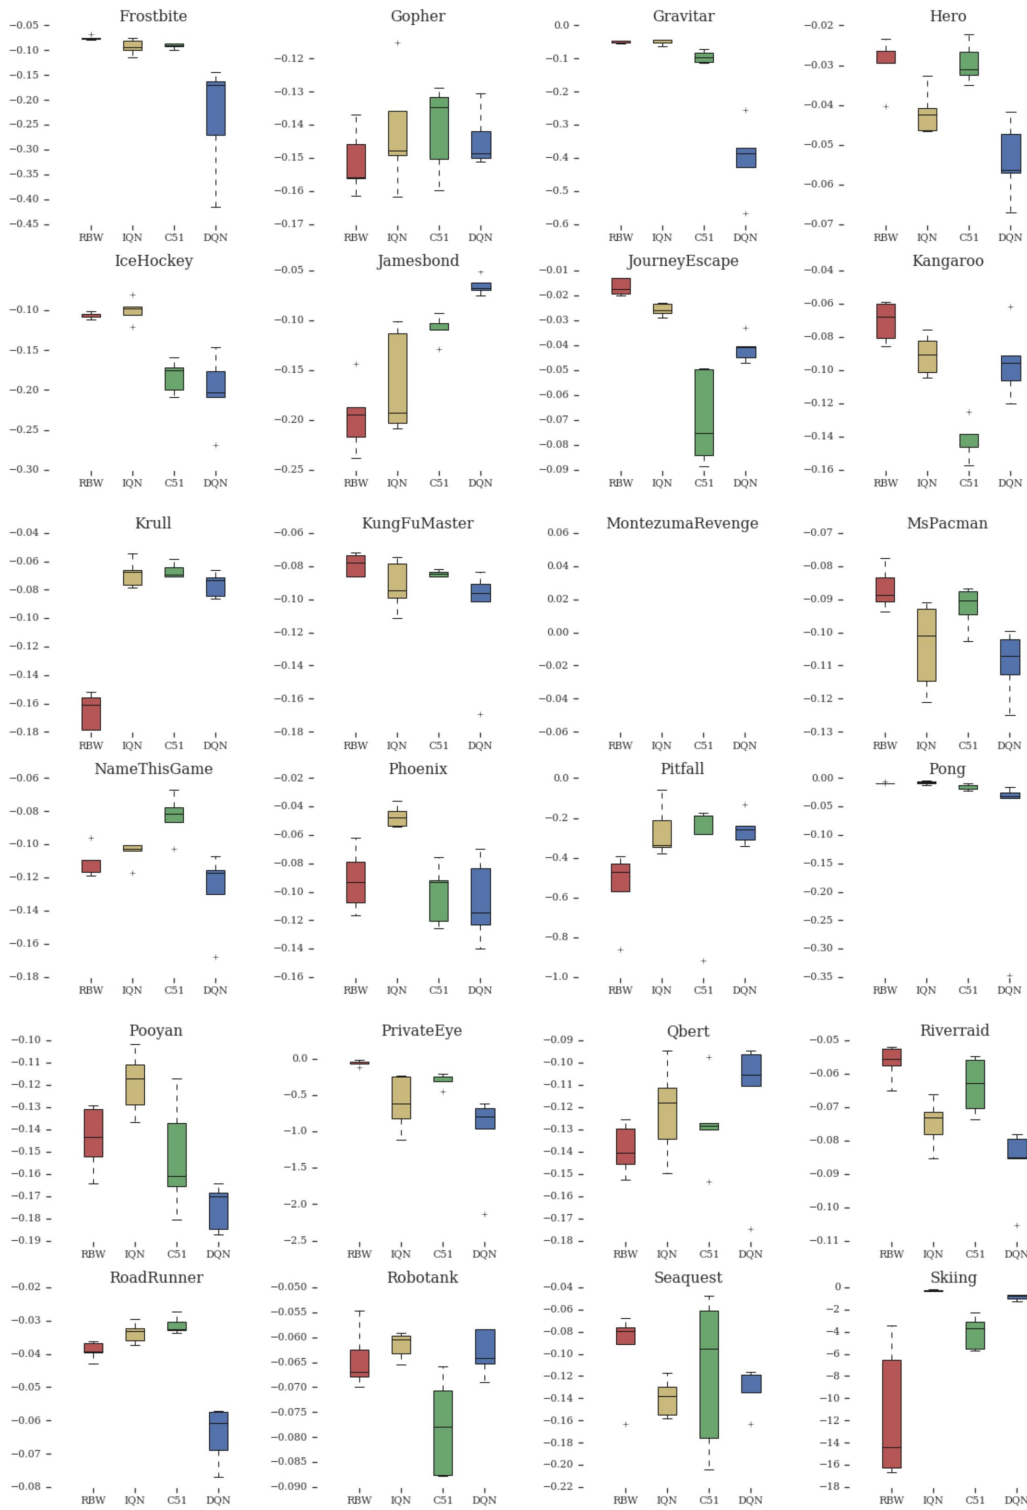 Frostbite Gopher Gravitar Hero
−0.05 0.0 −0.02
−0.10 −0.12 −0.1 −0.03
−0.15 −0.13 −0.2
−0.20 −0.04
−0.25 −0.14 −0.3
−0.30 −0.15 −0.4 −0.05
−0.35 −0.16 −0.5 −0.06
−0.40
−0.45 −0.17 −0.6 −0.07
RBW IQN C51 DQN RBW IQN C51 DQN RBW IQN C51 DQN RBW IQN C51 DQN
IceHockey Jamesbond JourneyEscape Kangaroo
−0.05 −0.01 −0.04
−0.10 −0.10 −0.02 −0.06
−0.03
−0.15 −0.04 −0.08
−0.15 −0.05 −0.10
−0.20 −0.06
−0.20 −0.07 −0.12
−0.25 −0.08 −0.14
−0.30 −0.25 −0.09 −0.16
RBW IQN C51 DQN RBW IQN C51 DQN RBW IQN C51 DQN RBW IQN C51 DQN
Krull KungFuMaster MontezumaRevenge MsPacman
−0.04 −0.06 0.06 −0.07
−0.06 −0.08 0.04 −0.08
−0.08 −0.10 0.02 −0.09
−0.10
−0.12 −0.12 0.00 −0.10
−0.14 −0.14 −0.02 −0.11
−0.16 −0.16 −0.04 −0.12
−0.18 −0.18 −0.06 −0.13
RBW IQN C51 DQN RBW IQN C51 DQN RBW IQN C51 DQN RBW IQN C51 DQN
NameThisGame Phoenix Pitfall Pong
−0.06 −0.02 0.0 0.00
−0.08 −0.04 −0.2 −0.05
−0.10 −0.06 −0.10
−0.08 −0.4 −0.15
−0.12 −0.10 −0.6 −0.20
−0.14 −0.12 −0.25
−0.16 −0.14 −0.8 −0.30
−0.18 −0.16 −1.0 −0.35
RBW IQN C51 DQN RBW IQN C51 DQN RBW IQN C51 DQN RBW IQN C51 DQN
Pooyan PrivateEye Qbert Riverraid
−0.10 −0.09 −0.05
−0.11 0.0 −0.10 −0.06
−0.12 −0.5 −0.11
−0.13 −0.12 −0.07
−0.14 −1.0 −0.13 −0.08
−0.15 −1.5 −0.14
−0.16 −0.15 −0.09
−0.17 −2.0 −0.16 −0.10
−0.18 −0.17
−0.19 −2.5 −0.18 −0.11
RBW IQN C51 DQN RBW IQN C51 DQN RBW IQN C51 DQN RBW IQN C51 DQN
RoadRunner Robotank Seaquest Skiing
−0.02 −0.050 −0.04 0
−0.03 −0.055 −0.06 −2
−0.060 −0.08 −4
−0.04 −0.065 −0.10 −6
−0.05 −0.070 −0.12 −8
−0.06 −0.075 −0.14 −10
−0.080 −0.16 −12
−0.07 −0.085 −0.18 −14
−0.20 −16
−0.08 −0.090 −0.22 −18
RBW IQN C51 DQN RBW IQN C51 DQN RBW IQN C51 DQN RBW IQN C51 DQN